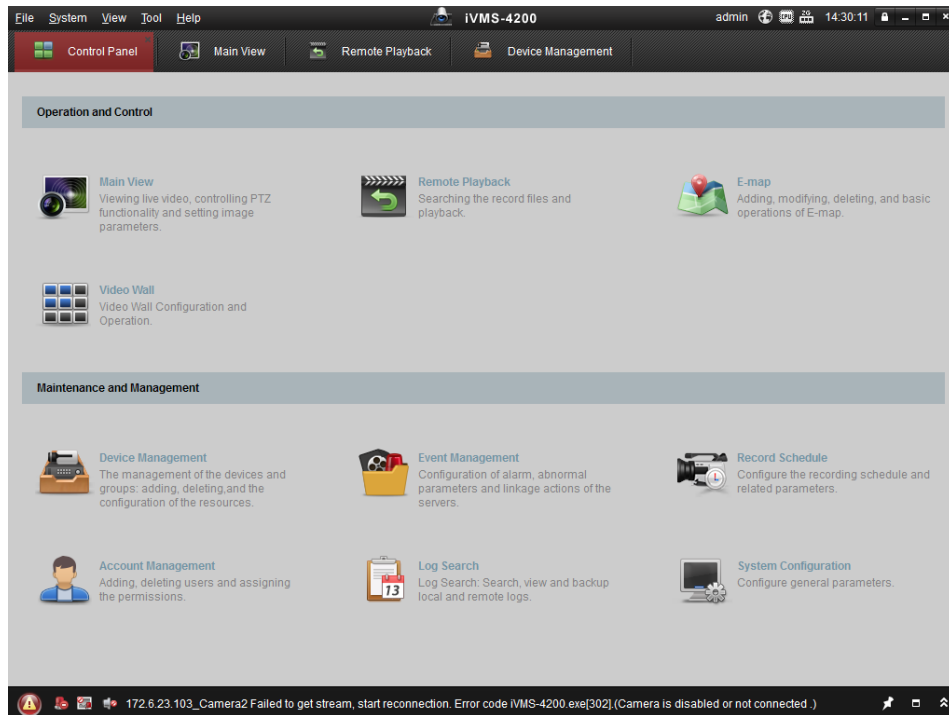 File System View Tool Help iVMS-4200 admin 14:30:11
Control Panel Main View Remote Playback Device Management
Operation and Control
Main View
Viewing live video, controlling PTZ
functionality and setting image
parameters.
Remote Playback
Searching the record files and
playback.
E-map
Adding, modifying, deleting, and basic
operations of E-map.
Video Wall
Video Wall Configuration and
Operation.
Maintenance and Management
Device Management
The management of the devices and
groups: adding, deleting,and the
configuration of the resources.
Event Management
Configuration of alarm, abnormal
parameters and linkage actions of the
servers.
Record Schedule
Configure the recording schedule and
related parameters.
Account Management
Adding, deleting users and assigning
the permissions.
13
Log Search
Log Search: Search, view and backup
local and remote logs.
System Configuration
Configure general parameters.
172.6.23.103_Camera2 Failed to get stream, start reconnection. Error code iVMS-4200.exe[302].(Camera is disabled or not connected .)